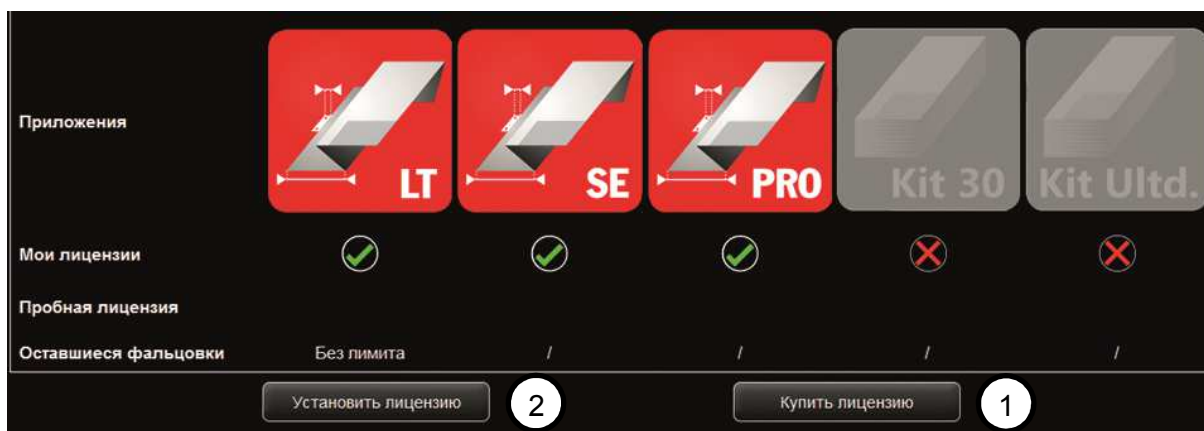 Приложения
LT
SE
PRO
Kit 30
Kit Ultd.
Мои лицензии
Пробная лицензия
Оставшиеся фальцовки Без лимита / / / /
Установить лицензию 2 Купить лицензию 1